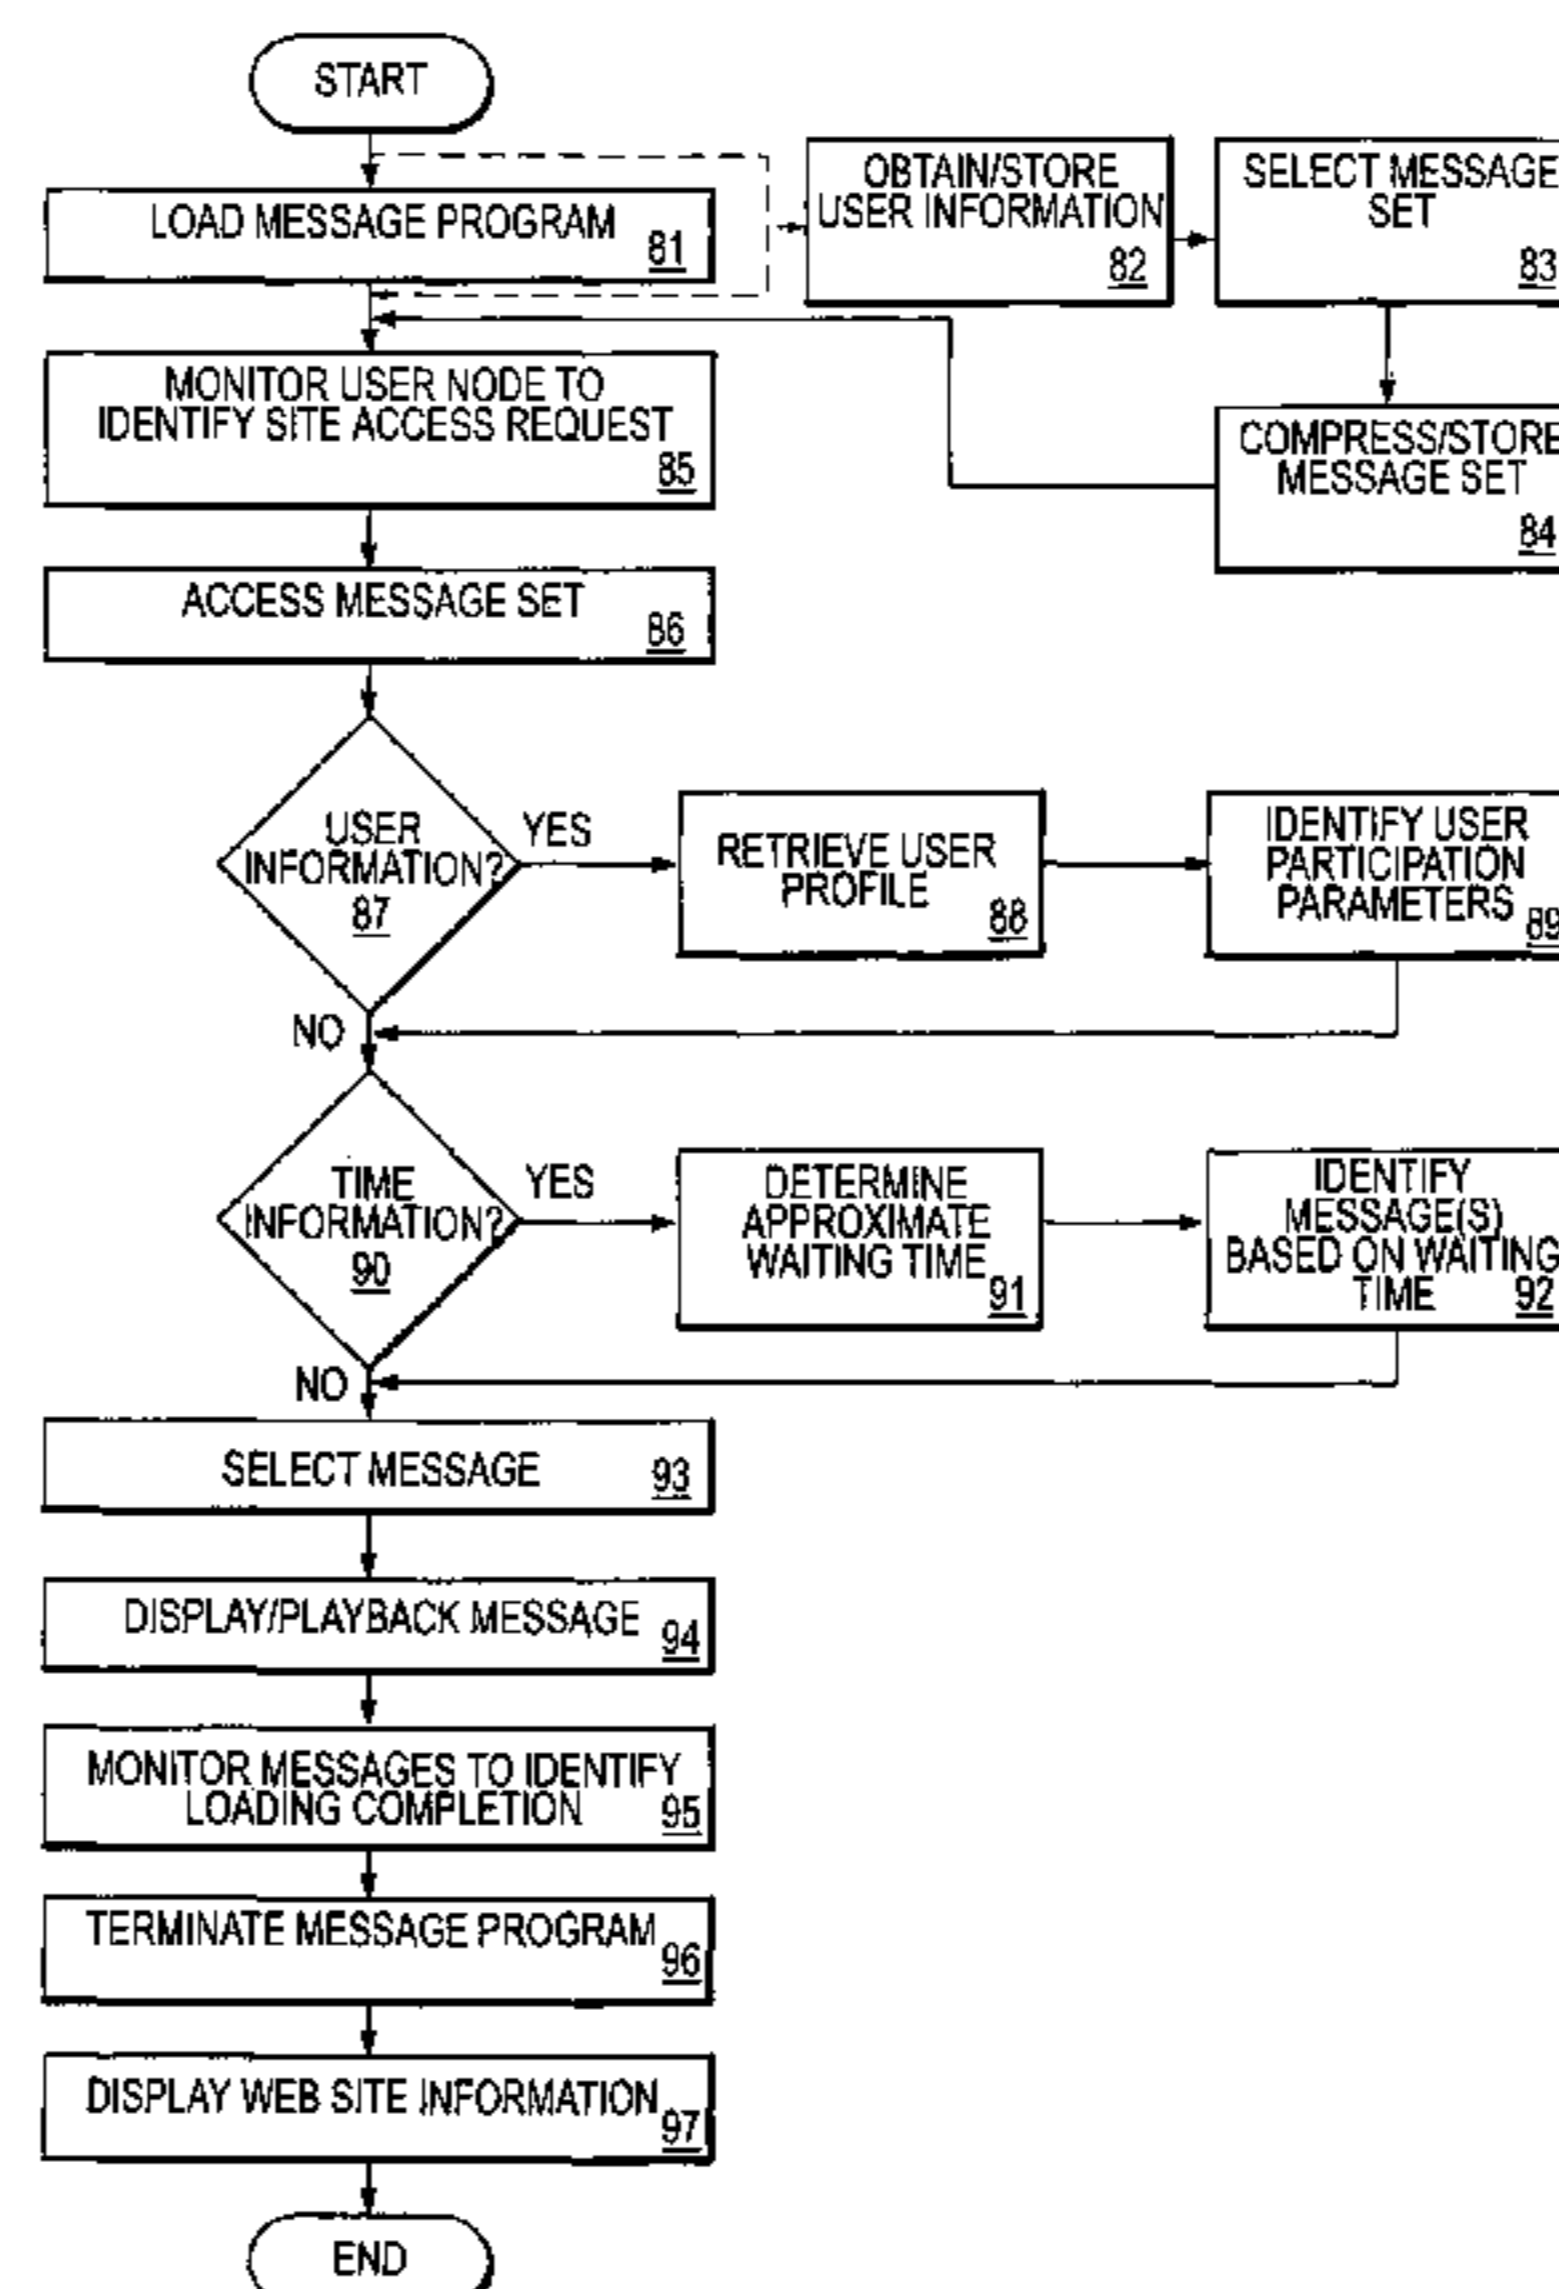 START
LOAD MESSAGE PROGRAM
81
OBTAIN/STORE
USER INFORMATION
82
SELECT MESSAGE
SET
83
COMPRESS/STORE
MESSAGE SET
84
MONITOR USER NODE TO
IDENTIFY SITE ACCESS REQUEST
85
ACCESS MESSAGE SET
86
USER
INFORMATION?
87
YES
NO
RETRIEVE USER
PROFILE
88
IDENTIFY USER
PARTICIPATION
PARAMETERS
89
TIME
INFORMATION?
90
YES
NO
DETERMINE
APPROXIMATE
WAITING TIME
91
IDENTIFY
MESSAGE(S)
BASED ON WAITING
TIME
92
SELECT MESSAGE
93
DISPLAY/PLAYBACK MESSAGE
94
MONITOR MESSAGES TO IDENTIFY
LOADING COMPLETION
95
TERMINATE MESSAGE PROGRAM
96
DISPLAY WEB SITE INFORMATION
97
END